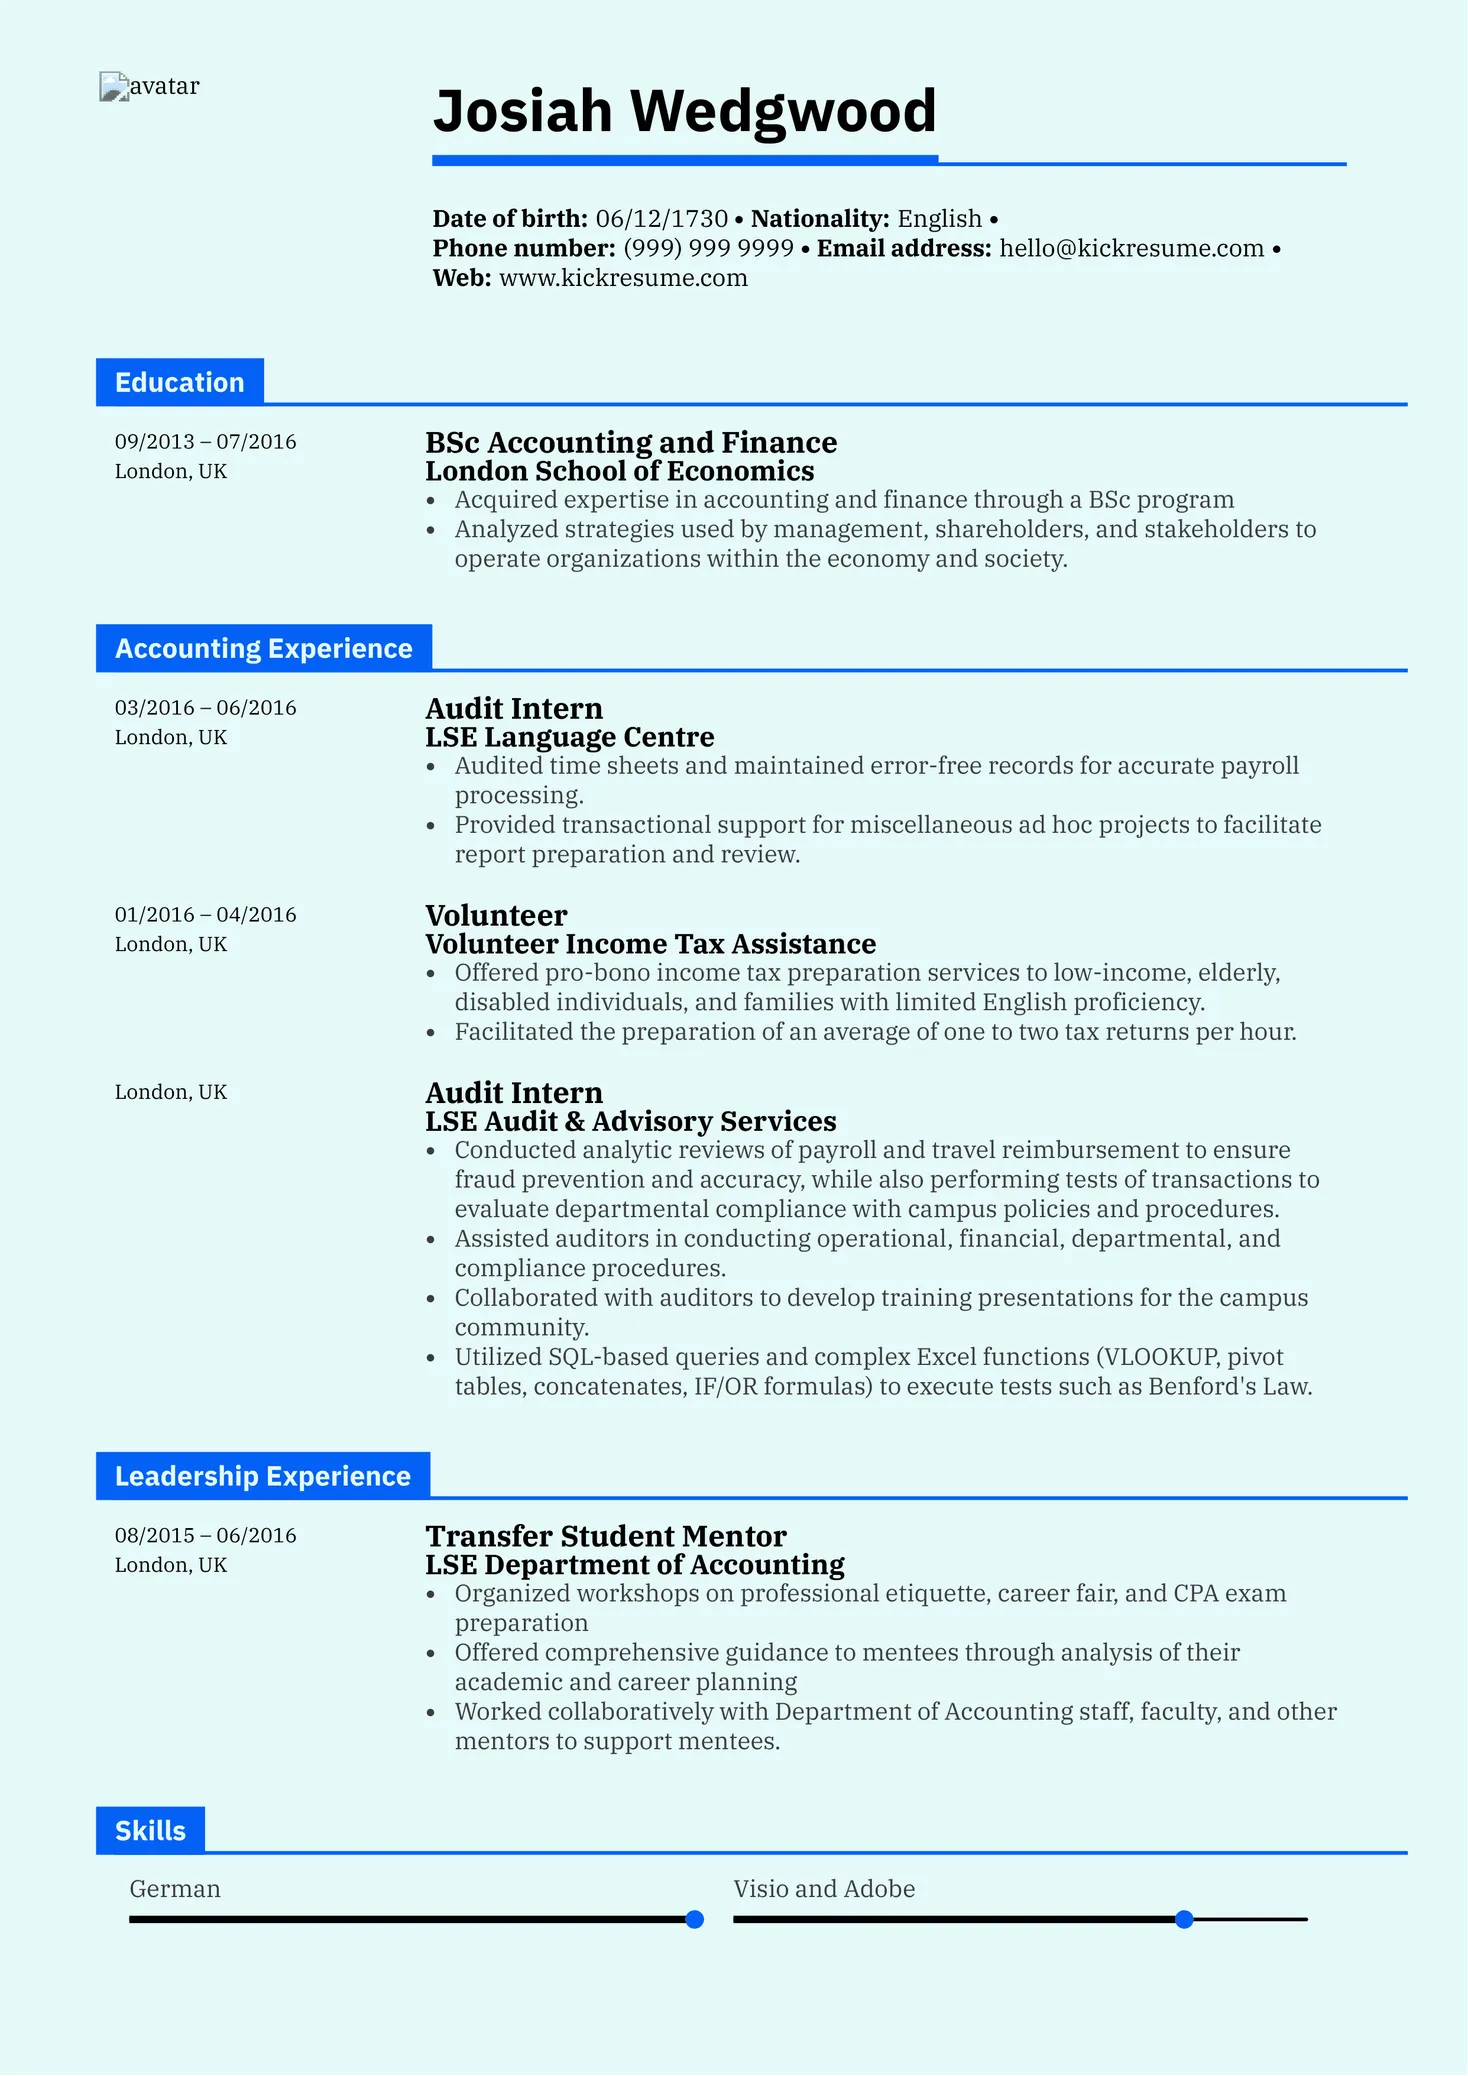 avatar
Josiah Wedgwood
Date of birth: 06/12/1730 • Nationality: English •
Phone number: (999) 999 9999 • Email address: hello@kickresume.com •
Web: www.kickresume.com
Education
09/2013 – 07/2016
London, UK
BSc Accounting and Finance
London School of Economics
• Acquired expertise in accounting and finance through a BSc program
• Analyzed strategies used by management, shareholders, and stakeholders to
operate organizations within the economy and society.
Accounting Experience
03/2016 – 06/2016
London, UK
Audit Intern
LSE Language Centre
• Audited time sheets and maintained error-free records for accurate payroll
processing.
• Provided transactional support for miscellaneous ad hoc projects to facilitate
report preparation and review.
01/2016 – 04/2016
London, UK
Volunteer
Volunteer Income Tax Assistance
• Offered pro-bono income tax preparation services to low-income, elderly,
disabled individuals, and families with limited English proficiency.
• Facilitated the preparation of an average of one to two tax returns per hour.
London, UK
Audit Intern
LSE Audit & Advisory Services
• Conducted analytic reviews of payroll and travel reimbursement to ensure
fraud prevention and accuracy, while also performing tests of transactions to
evaluate departmental compliance with campus policies and procedures.
• Assisted auditors in conducting operational, financial, departmental, and
compliance procedures.
• Collaborated with auditors to develop training presentations for the campus
community.
• Utilized SQL-based queries and complex Excel functions (VLOOKUP, pivot
tables, concatenates, IF/OR formulas) to execute tests such as Benford's Law.
Leadership Experience
08/2015 – 06/2016
London, UK
Transfer Student Mentor
LSE Department of Accounting
• Organized workshops on professional etiquette, career fair, and CPA exam
preparation
• Offered comprehensive guidance to mentees through analysis of their
academic and career planning
• Worked collaboratively with Department of Accounting staff, faculty, and other
mentors to support mentees.
Skills
German
Visio and Adobe